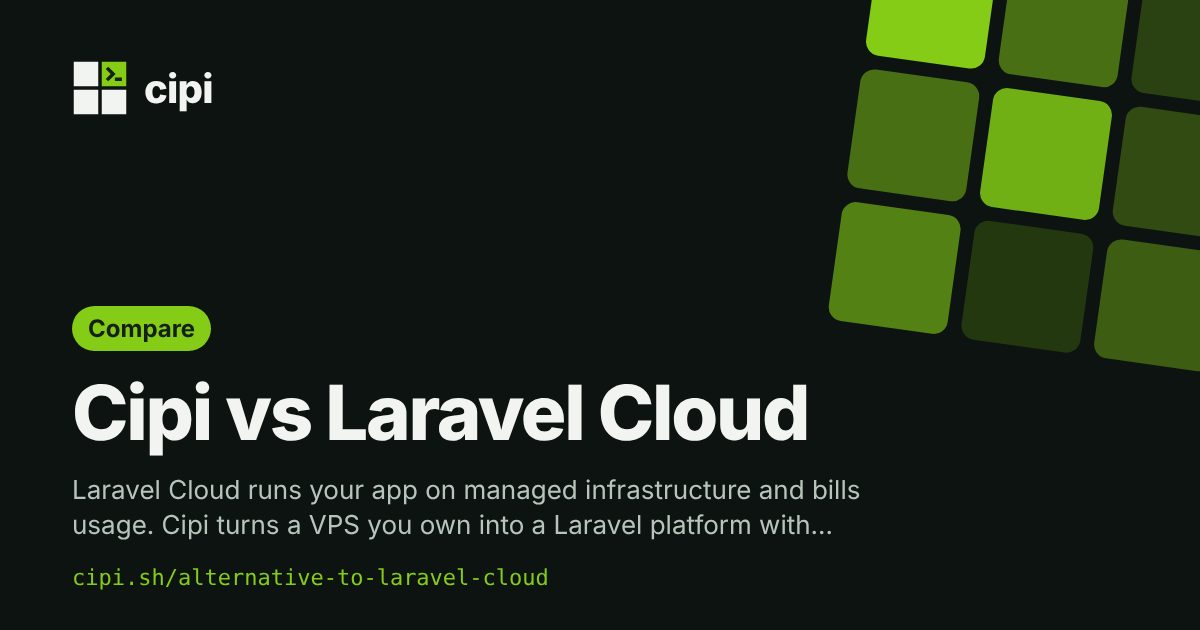 cipi
Compare
Cipi vs Laravel Cloud
Laravel Cloud runs your app on managed infrastructure and bills
usage. Cipi turns a VPS you own into a Laravel platform with...
cipi.sh/alternative-to-laravel-cloud